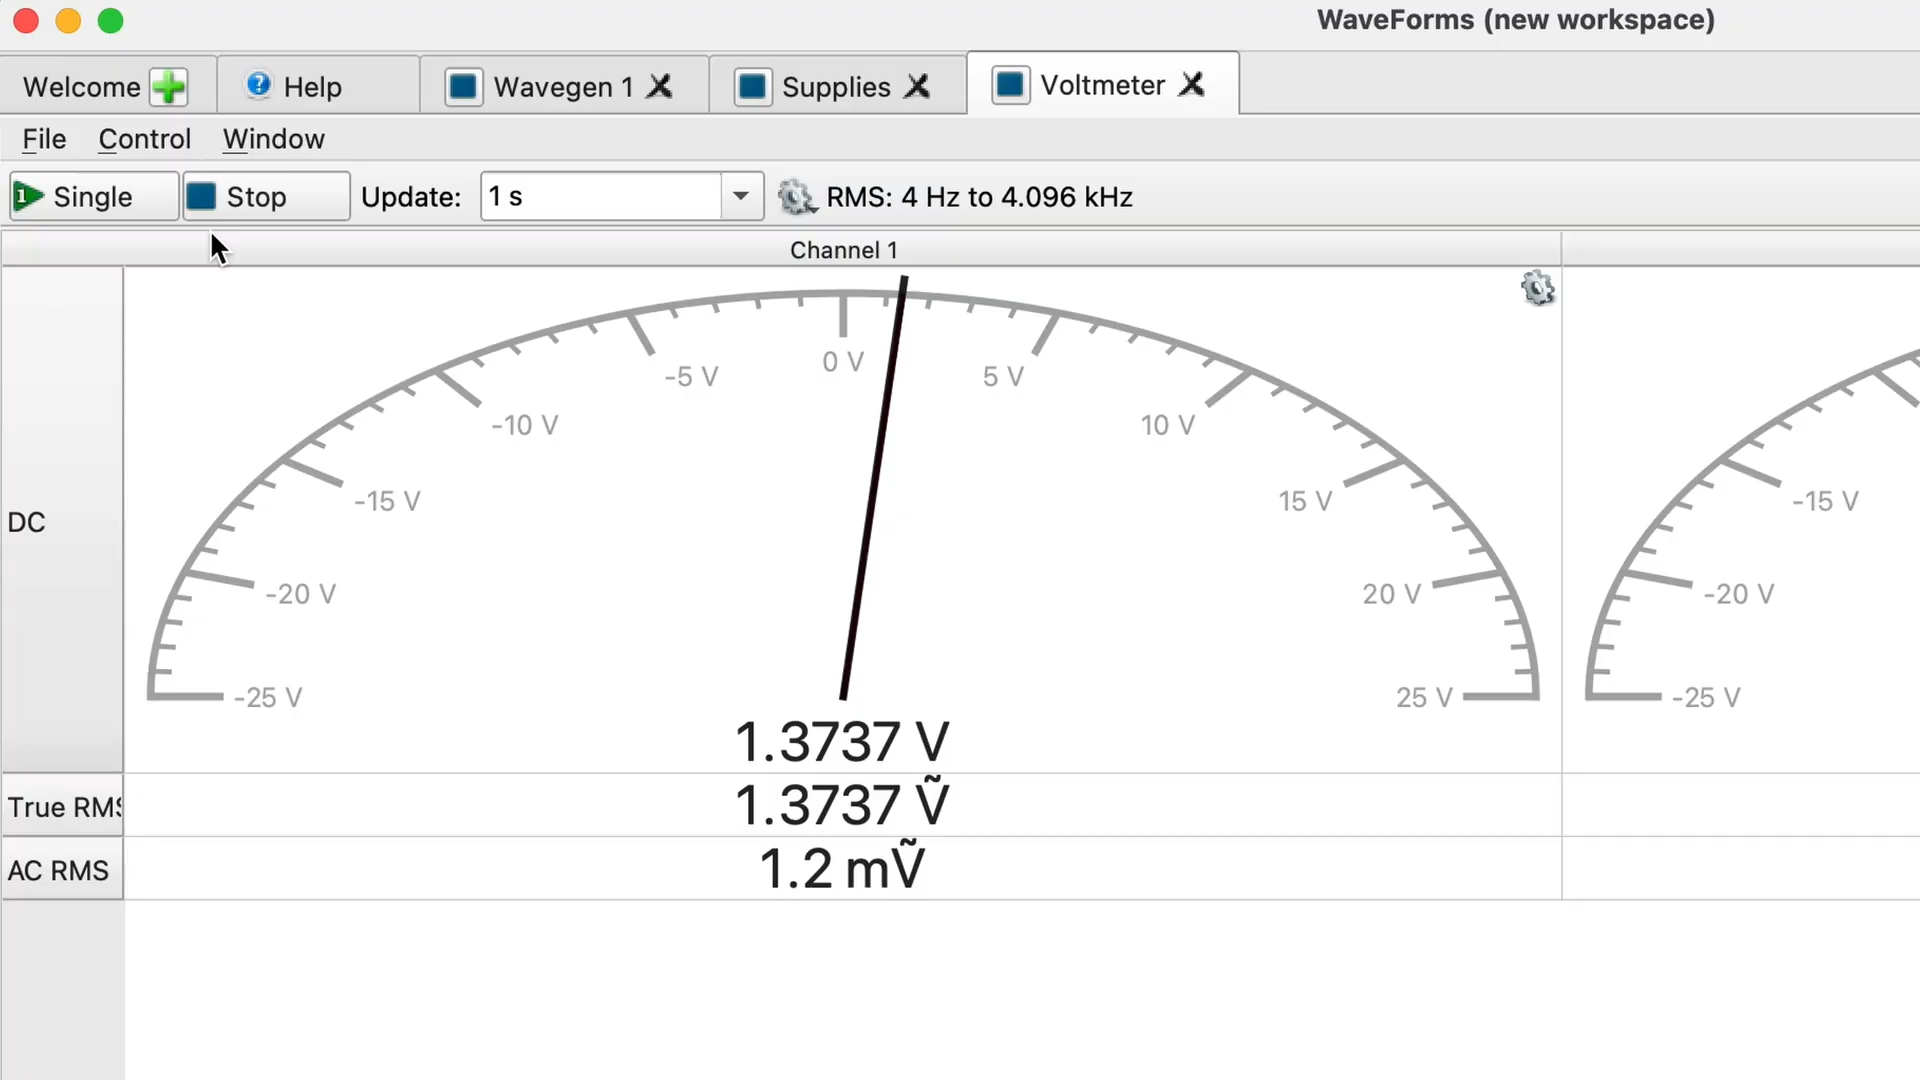 WaveForms (new workspace)
Welcome
Help
Wavegen 1
Supplies
Voltmeter
File Control Window
1 Single
Stop
Update: 1 s
RMS: 4 Hz to 4.096 kHz
Channel 1
DC
-25 V
-20 V
-15 V
-10 V
-5 V
0 V
5 V
10 V
15 V
20 V
25 V
1.3737 V
-15 V
-20 V
-25 V
True RMS
1.3737 Ṽ
AC RMS
1.2 mṼ